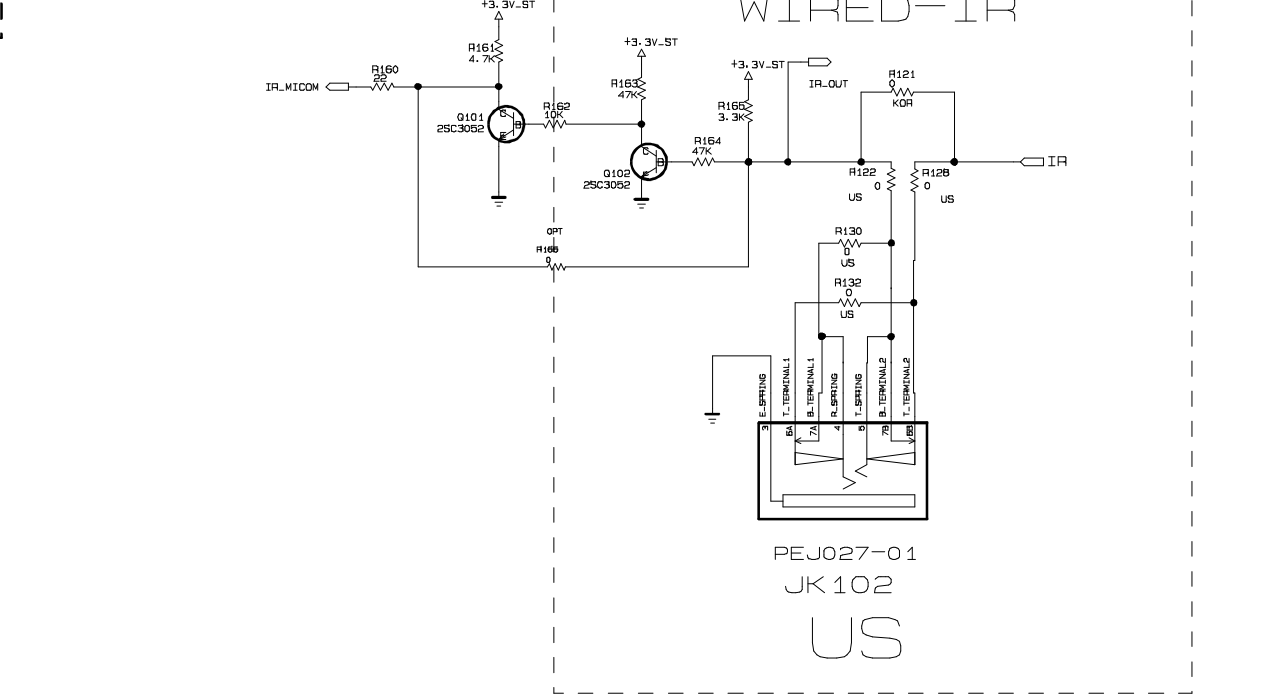 WIRED-IR
+3.3V_ST
R161
4.7K
+3.3V_ST
R163
47K
+3.3V_ST
R165
3.3K
IR_OUT
R121
0
KOR
IR_MICOM
R160
22
Q101
2SC3052
C
B
E
R162
10K
Q102
2SC3052
C
B
E
R164
47K
IR
R122
0
US
0
US
OPT
0
R130
0
US
R132
0
US
E_SPRING
T_TERMINAL1
B_TERMINAL1
R_SPRING
T_SPRING
B_TERMINAL2
T_TERMINAL2
3
6A
7A
4
5
7B
6B
PEJ027-01
JK102
US